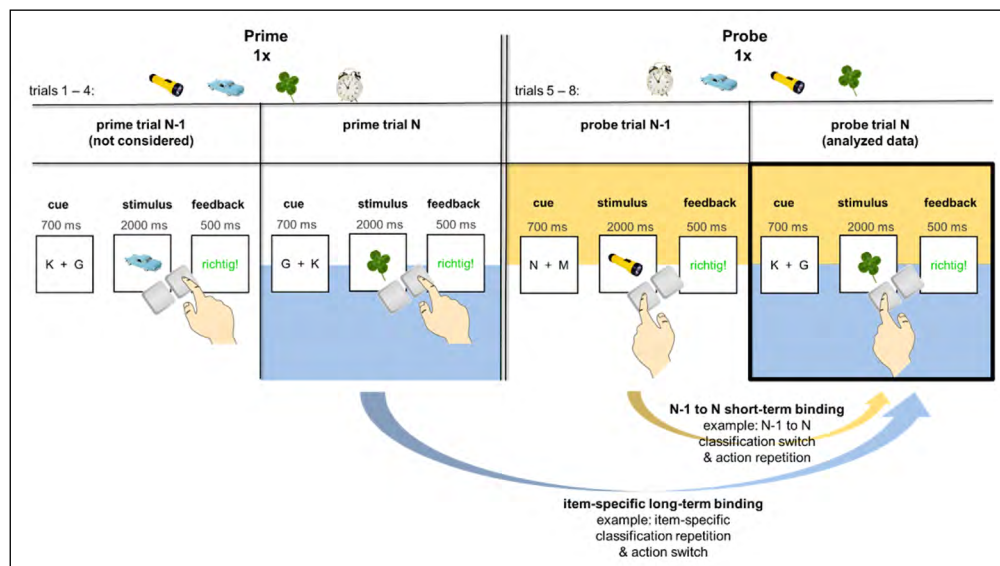 Prime
1x
Probe
1x
trials 1 – 4:
trials 5 – 8:
prime trial N-1
(not considered)
prime trial N
probe trial N-1
probe trial N
(analyzed data)
cue stimulus feedback
700 ms 2000 ms 500 ms
K + G richtig!
cue stimulus feedback
700 ms 2000 ms 500 ms
G + K richtig!
cue stimulus feedback
700 ms 2000 ms 500 ms
N + M richtig!
cue stimulus feedback
700 ms 2000 ms 500 ms
K + G richtig!
N-1 to N short-term binding
example: N-1 to N
classification switch
& action repetition
item-specific long-term binding
example: item-specific
classification repetition
& action switch